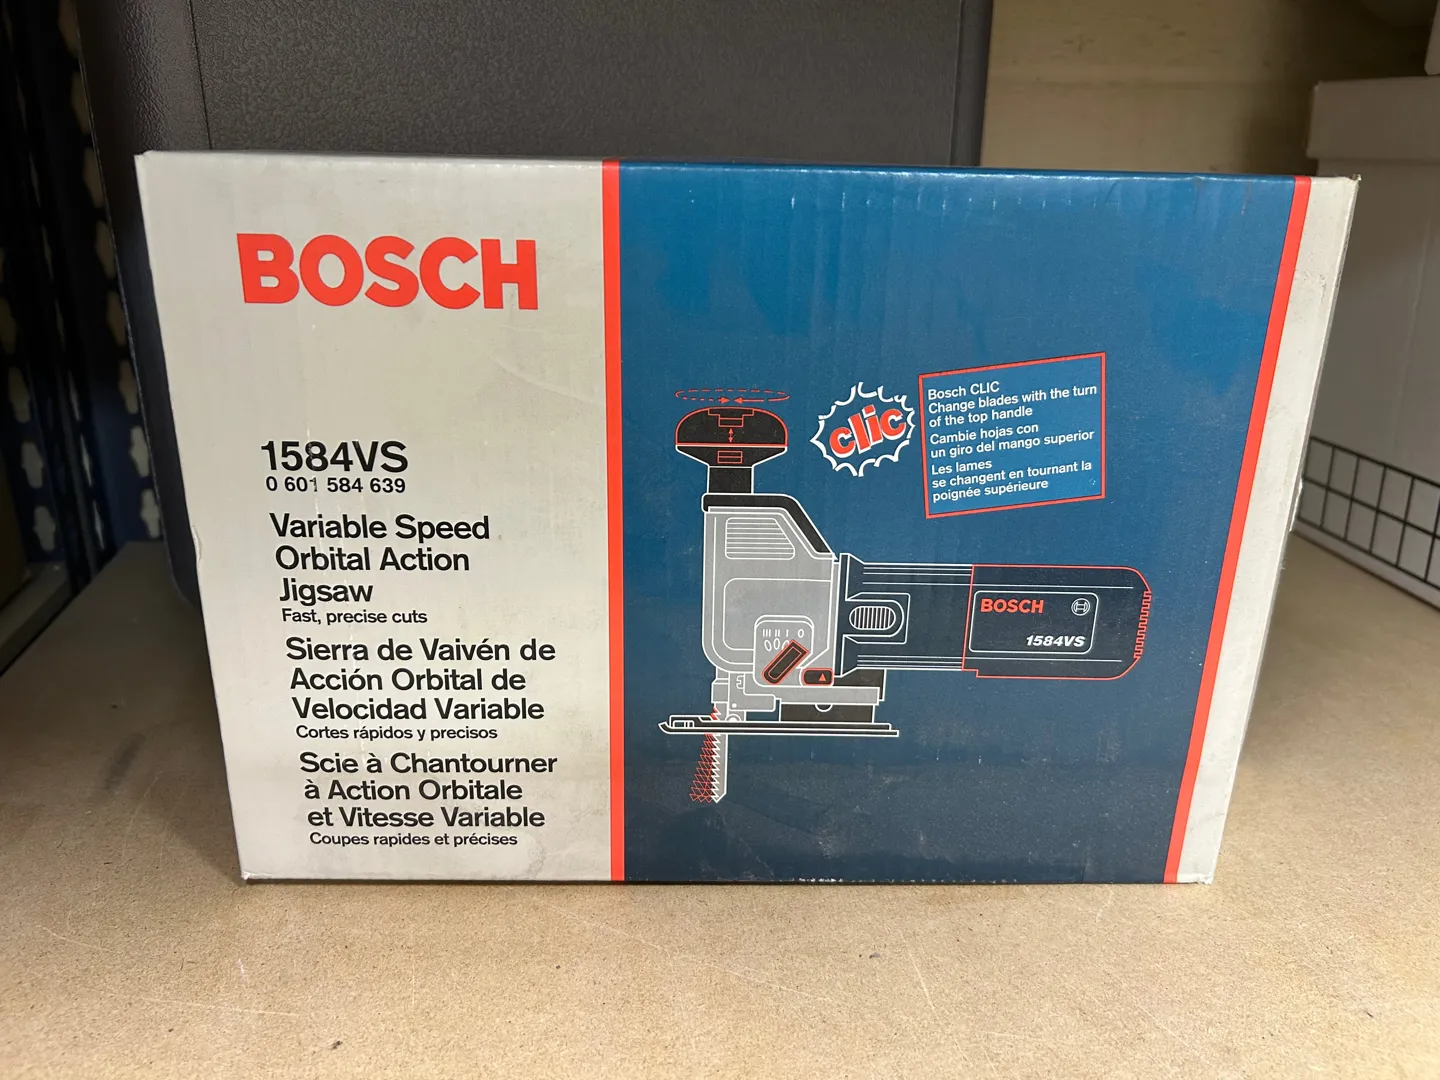 BOSCH
1584VS
0 601 584 639
Variable Speed
Orbital Action
Jigsaw
Fast, precise cuts
Sierra de Vaivén de
Acción Orbital de
Velocidad Variable
Cortes rápidos y precisos
Scie à Chantourner
à Action Orbitale
et Vitesse Variable
Coupes rapides et précises
clic
Bosch CLIC
Change blades with the turn
of the top handle
Cambie hojas con
un giro del mango superior
Les lames
se changent en tournant la
poignée supérieure
III II I 0
BOSCH
1584VS